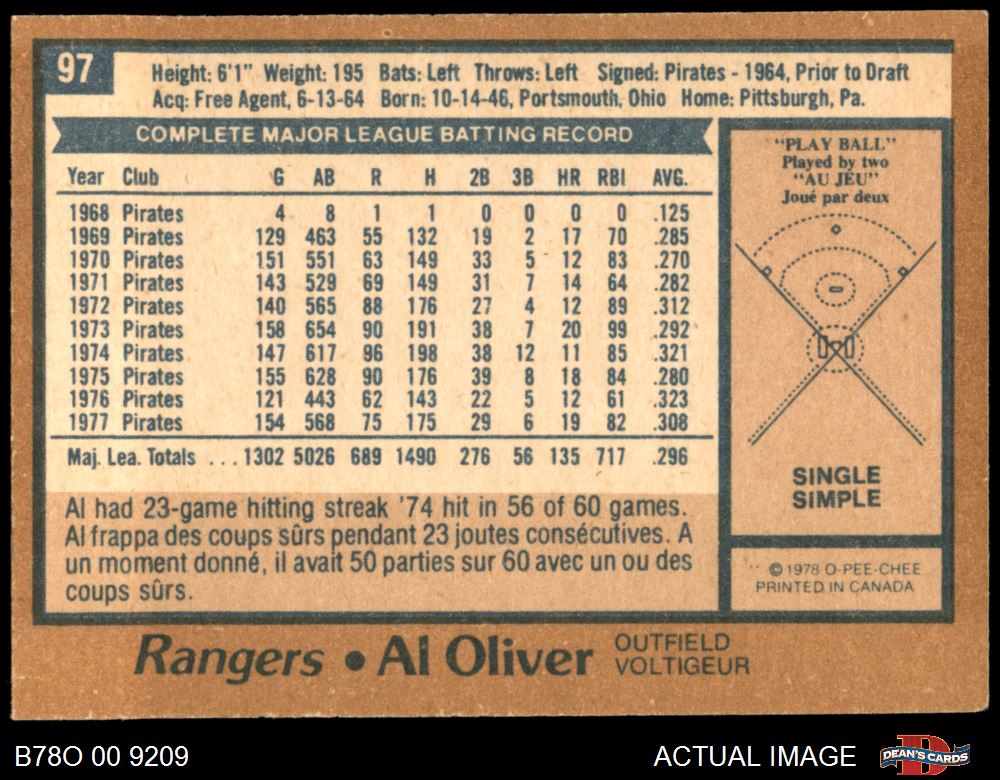 97
Height: 6'1" Weight: 195 Bats: Left Throws: Left Signed: Pirates - 1964, Prior to Draft
Acq: Free Agent, 6-13-64 Born: 10-14-46, Portsmouth, Ohio Home: Pittsburgh, Pa.
COMPLETE MAJOR LEAGUE BATTING RECORD
Year Club G AB R H 2B 3B HR RBI AVG.
1968 Pirates 4 8 1 1 0 0 0 0 .125
1969 Pirates 129 463 55 132 19 2 17 70 .285
1970 Pirates 151 551 63 149 33 5 12 83 .270
1971 Pirates 143 529 69 149 31 7 14 64 .282
1972 Pirates 140 565 88 176 27 4 12 89 .312
1973 Pirates 158 654 90 191 38 7 20 99 .292
1974 Pirates 147 617 96 198 38 12 11 85 .321
1975 Pirates 155 628 90 176 39 8 18 84 .280
1976 Pirates 121 443 62 143 22 5 12 61 .323
1977 Pirates 154 568 75 175 29 6 19 82 .308
Maj. Lea. Totals ... 1302 5026 689 1490 276 56 135 717 .296
Al had 23-game hitting streak '74 hit in 56 of 60 games.
Al frappa des coups sûrs pendant 23 joutes consécutives. A
un moment donné, il avait 50 parties sur 60 avec un ou des
coups sûrs.
"PLAY BALL"
Played by two
"AU JEU"
Joué par deux
SINGLE
SIMPLE
© 1978 O-PEE-CHEE
PRINTED IN CANADA
Rangers • Al Oliver
OUTFIELD
VOLTIGEUR
B78O 00 9209
ACTUAL IMAGE
DEAN'S CARDS